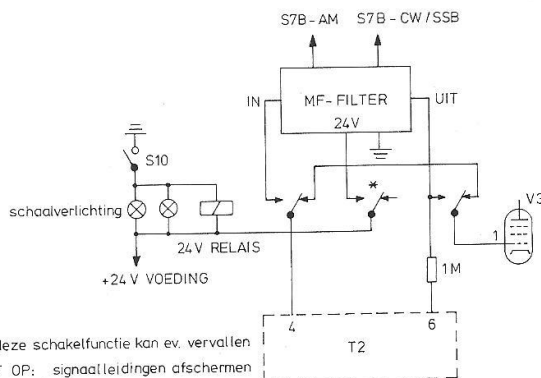 S7B-AM S7B-CW/SSB
IN MF-FILTER UIT
24V
S10
*
schaalverlichting
V3
1
24V RELAIS
+24V VOEDING
1M
4 6
T2
deze schakelfunctie kan ev. vervallen
OP: signaalleidingen afschermen